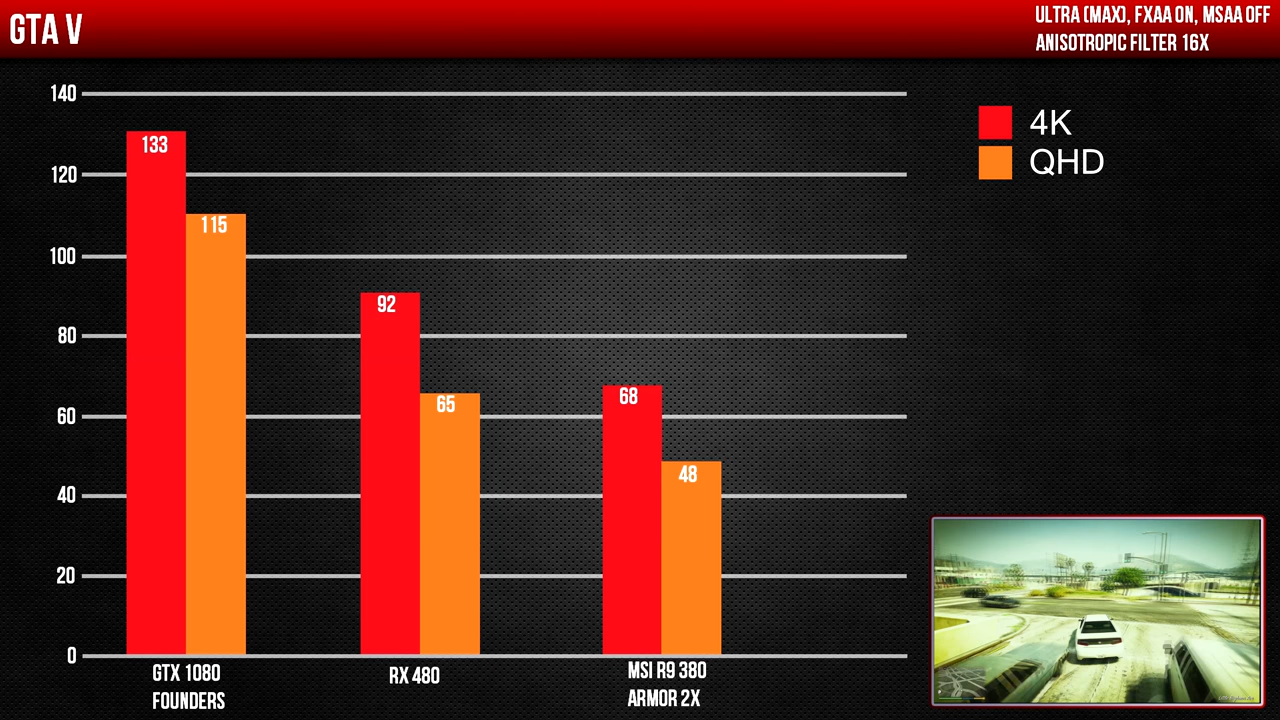 GTA V
ULTRA (MAX), FXAA ON, MSAA OFF
ANISOTROPIC FILTER 16X
140
120
100
80
60
40
20
0
133
115
92
65
68
48
GTX 1080
FOUNDERS
RX 480
MSI R9 380
ARMOR 2X
4K
QHD